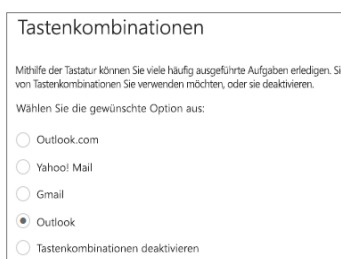 Tastenkombinationen
Mithilfe der Tastatur können Sie viele häufig ausgeführte Aufgaben erledigen. Si
von Tastenkombinationen Sie verwenden möchten, oder sie deaktivieren.
Wählen Sie die gewünschte Option aus:
Outlook.com
Yahoo! Mail
Gmail
Outlook
Tastenkombinationen deaktivieren